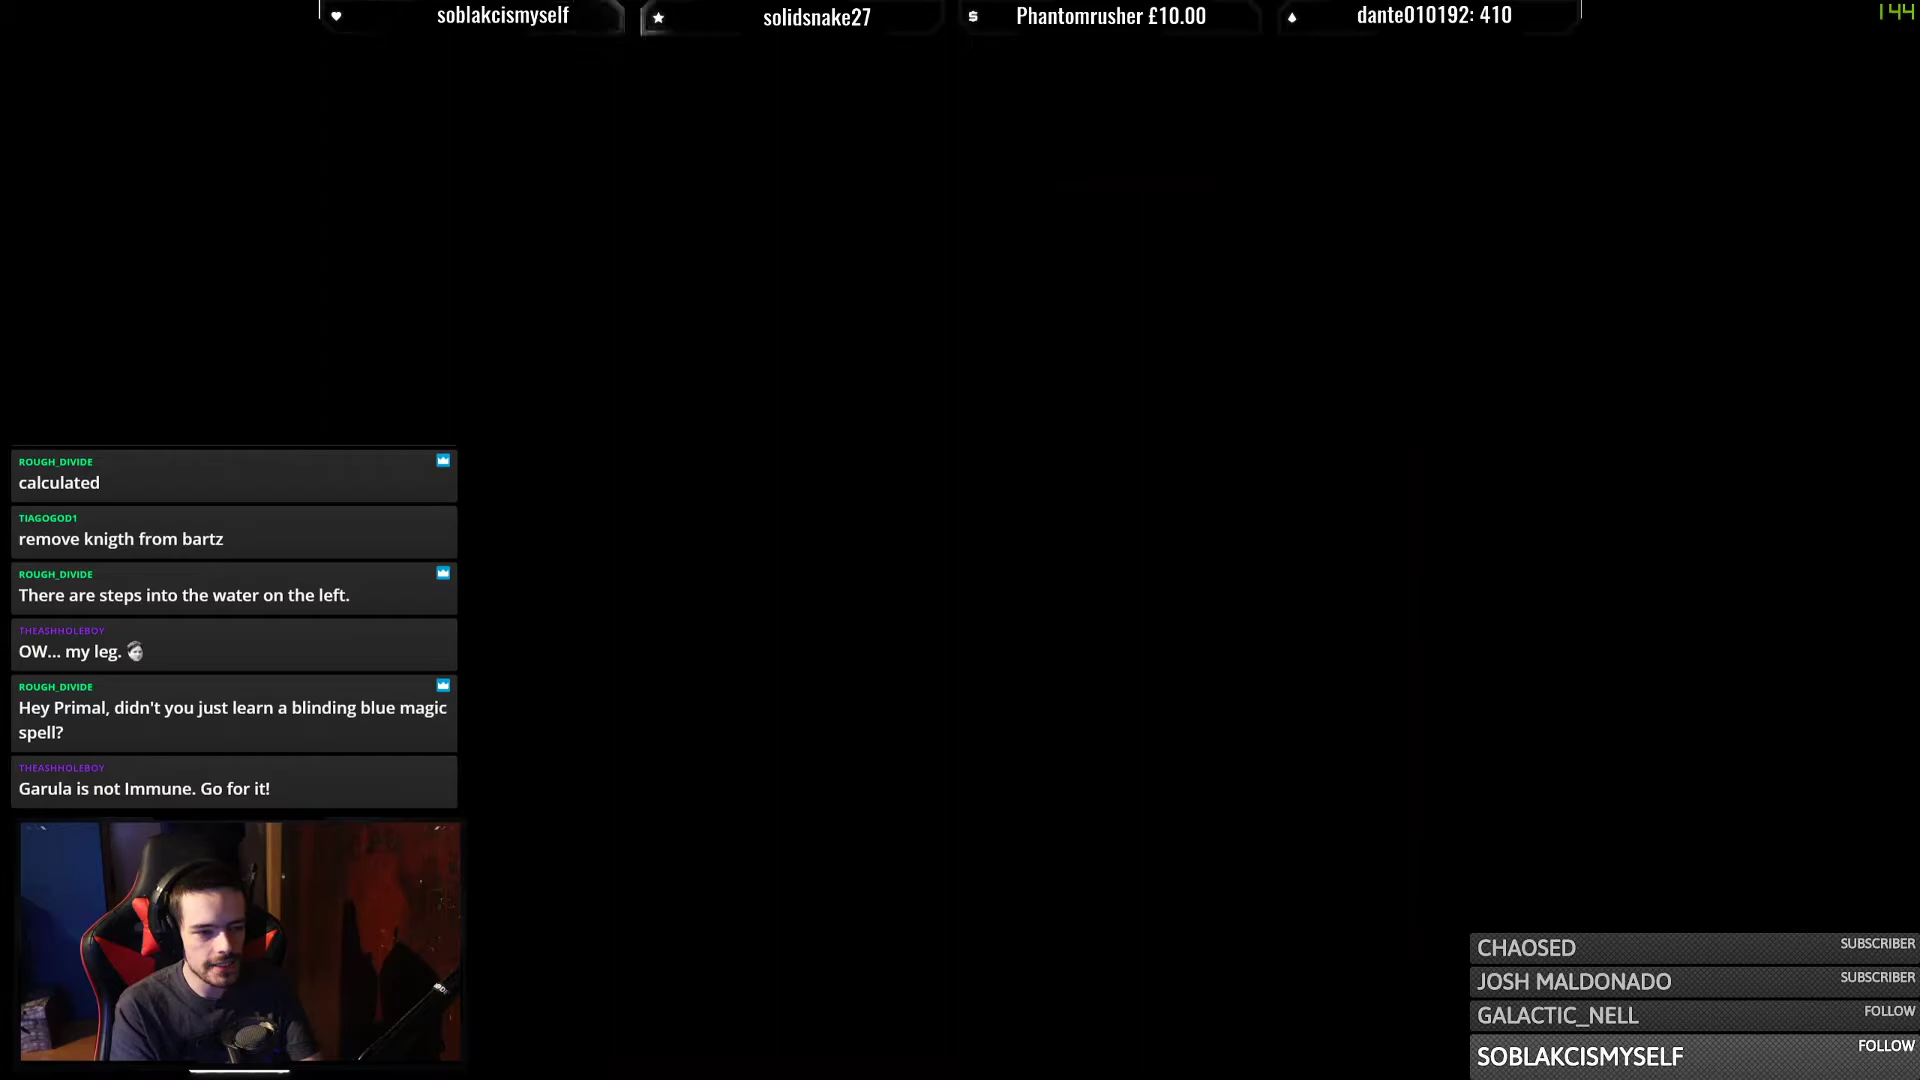 soblakcismyself
solidsnake27
Phantomrusher £10.00
dante010192: 410
144
ROUGH_DIVIDE
calculated
TIAGOGOD1
remove knigth from bartz
ROUGH_DIVIDE
There are steps into the water on the left.
THEASHHOLEBOY
OW... my leg.
ROUGH_DIVIDE
Hey Primal, didn't you just learn a blinding blue magic
spell?
THEASHHOLEBOY
Garula is not Immune. Go for it!
CHAOSED SUBSCRIBER
JOSH MALDONADO SUBSCRIBER
GALACTIC_NELL FOLLOW
SOBLAKCISMYSELF FOLLOW